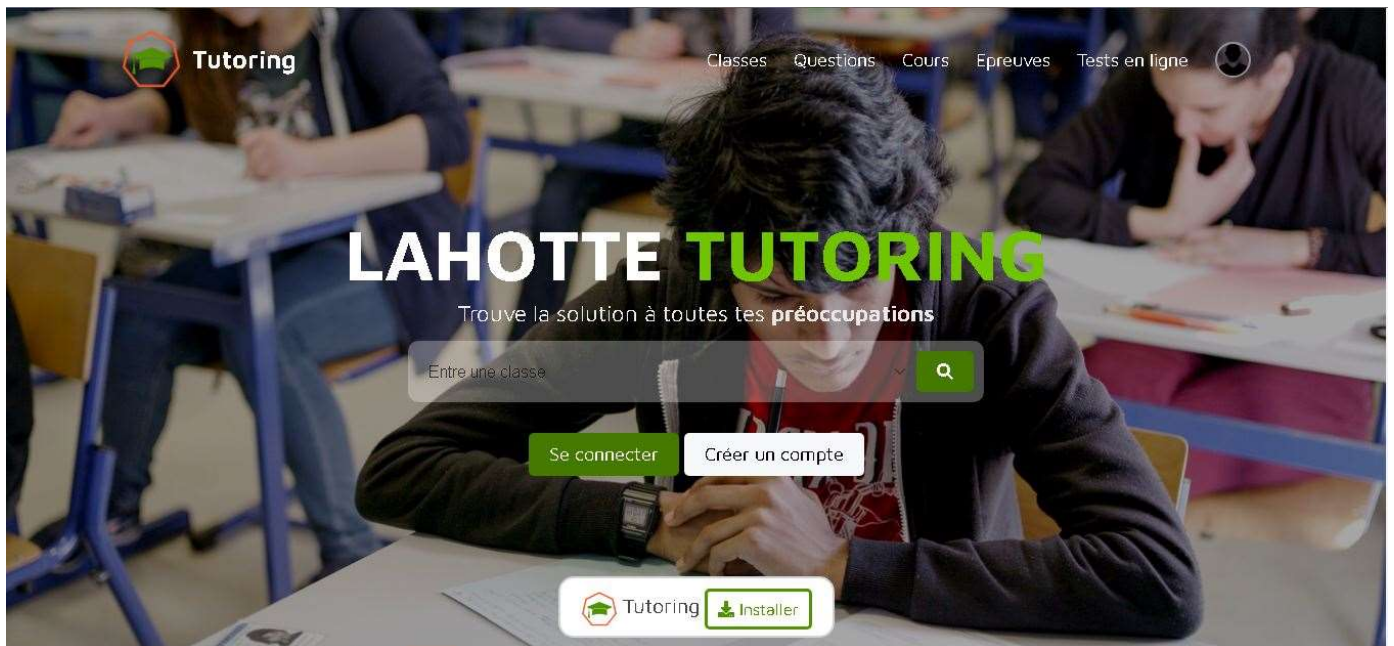 Tutoring
Classes Questions Cours Epreuves Tests en ligne
LAHOTTE TUTORING
Trouve la solution à toutes tes préoccupations
Entre une classe
Se connecter Créer un compte
Tutoring Installer